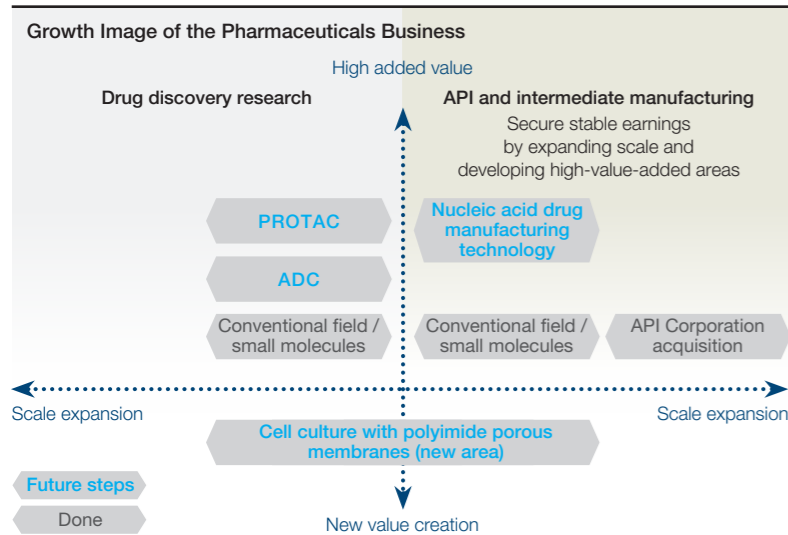 Growth Image of the Pharmaceuticals Business
High added value
Drug discovery research
API and intermediate manufacturing
Secure stable earnings
by expanding scale and
developing high-value-added areas
PROTAC
Nucleic acid drug
manufacturing
technology
ADC
Conventional field /
small molecules
Conventional field /
small molecules
API Corporation
acquisition
Scale expansion
Scale expansion
Cell culture with polyimide porous
membranes (new area)
Future steps
Done
New value creation